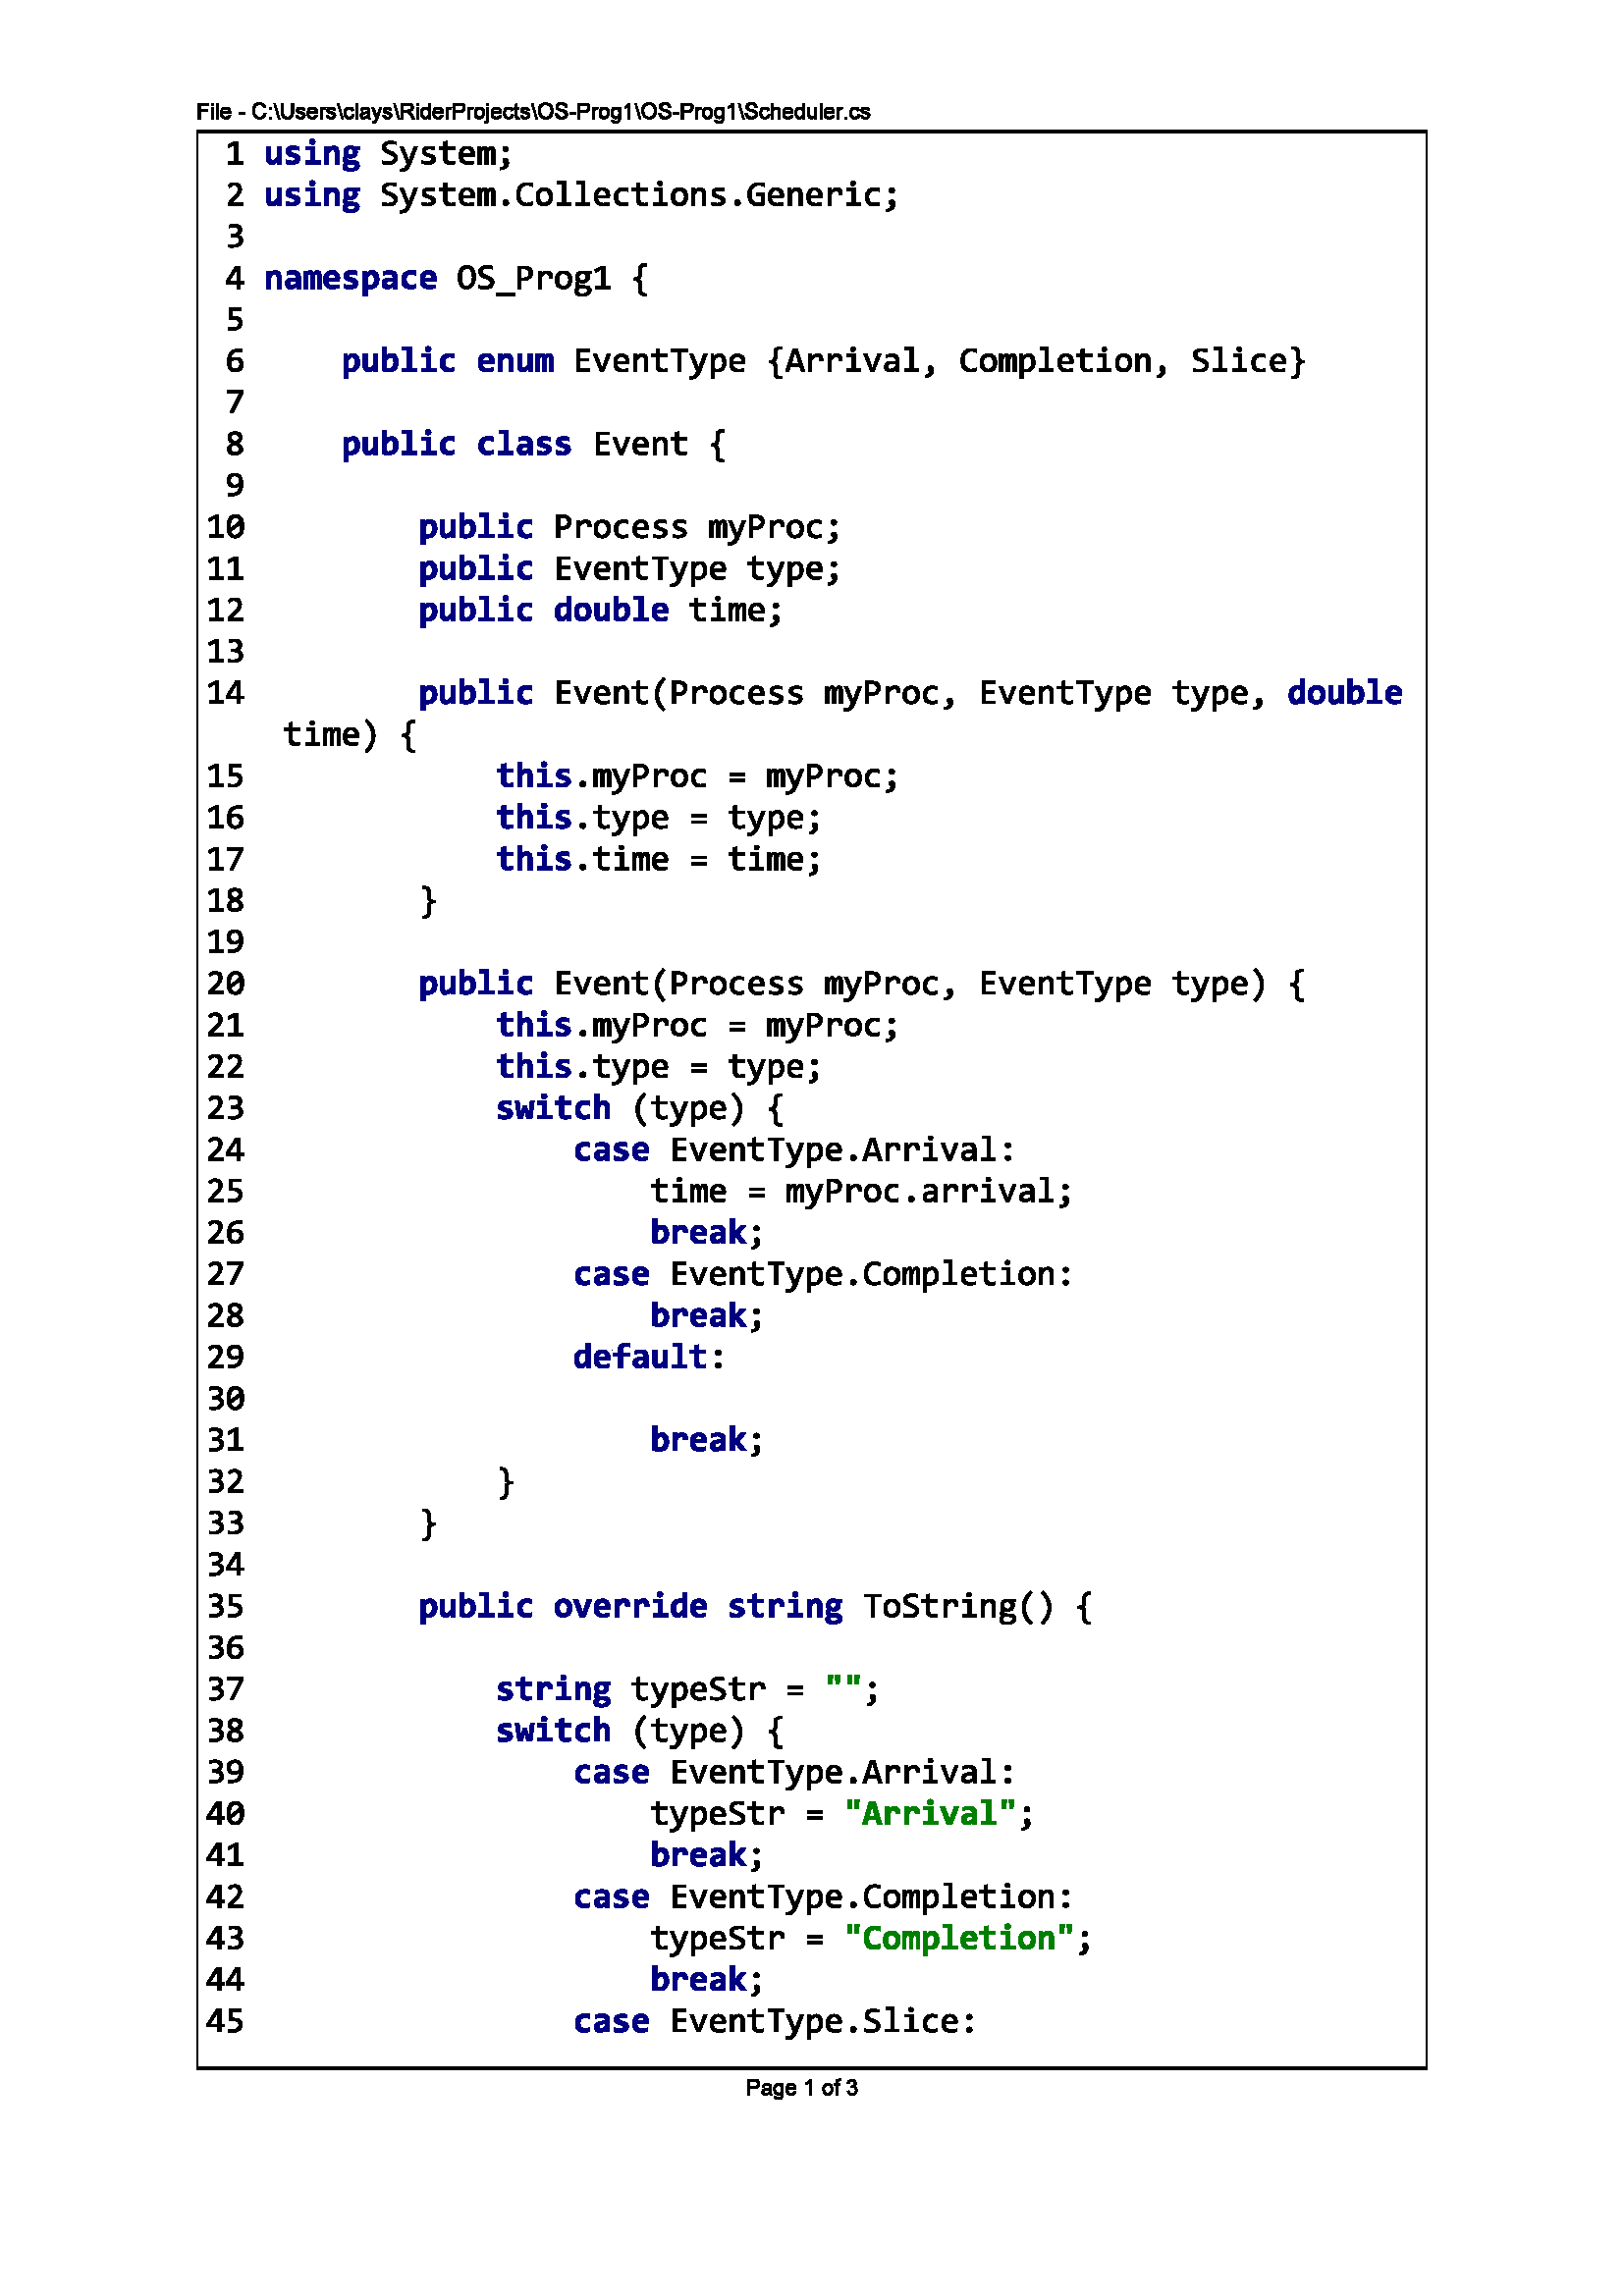 File - C:\Users\clays\RiderProjects\OS-Prog1\OS-Prog1\Scheduler.cs
1 using System;
2 using System.Collections.Generic;
3
4 namespace OS_Prog1 {
5
6     public enum EventType {Arrival, Completion, Slice}
7
8     public class Event {
9
10         public Process myProc;
11         public EventType type;
12         public double time;
13
14         public Event(Process myProc, EventType type, double
time) {
15             this.myProc = myProc;
16             this.type = type;
17             this.time = time;
18         }
19
20         public Event(Process myProc, EventType type) {
21             this.myProc = myProc;
22             this.type = type;
23             switch (type) {
24                 case EventType.Arrival:
25                     time = myProc.arrival;
26                     break;
27                 case EventType.Completion:
28                     break;
29                 default:
30
31                     break;
32             }
33         }
34
35         public override string ToString() {
36
37             string typeStr = "";
38             switch (type) {
39                 case EventType.Arrival:
40                     typeStr = "Arrival";
41                     break;
42                 case EventType.Completion:
43                     typeStr = "Completion";
44                     break;
45                 case EventType.Slice:
Page 1 of 3